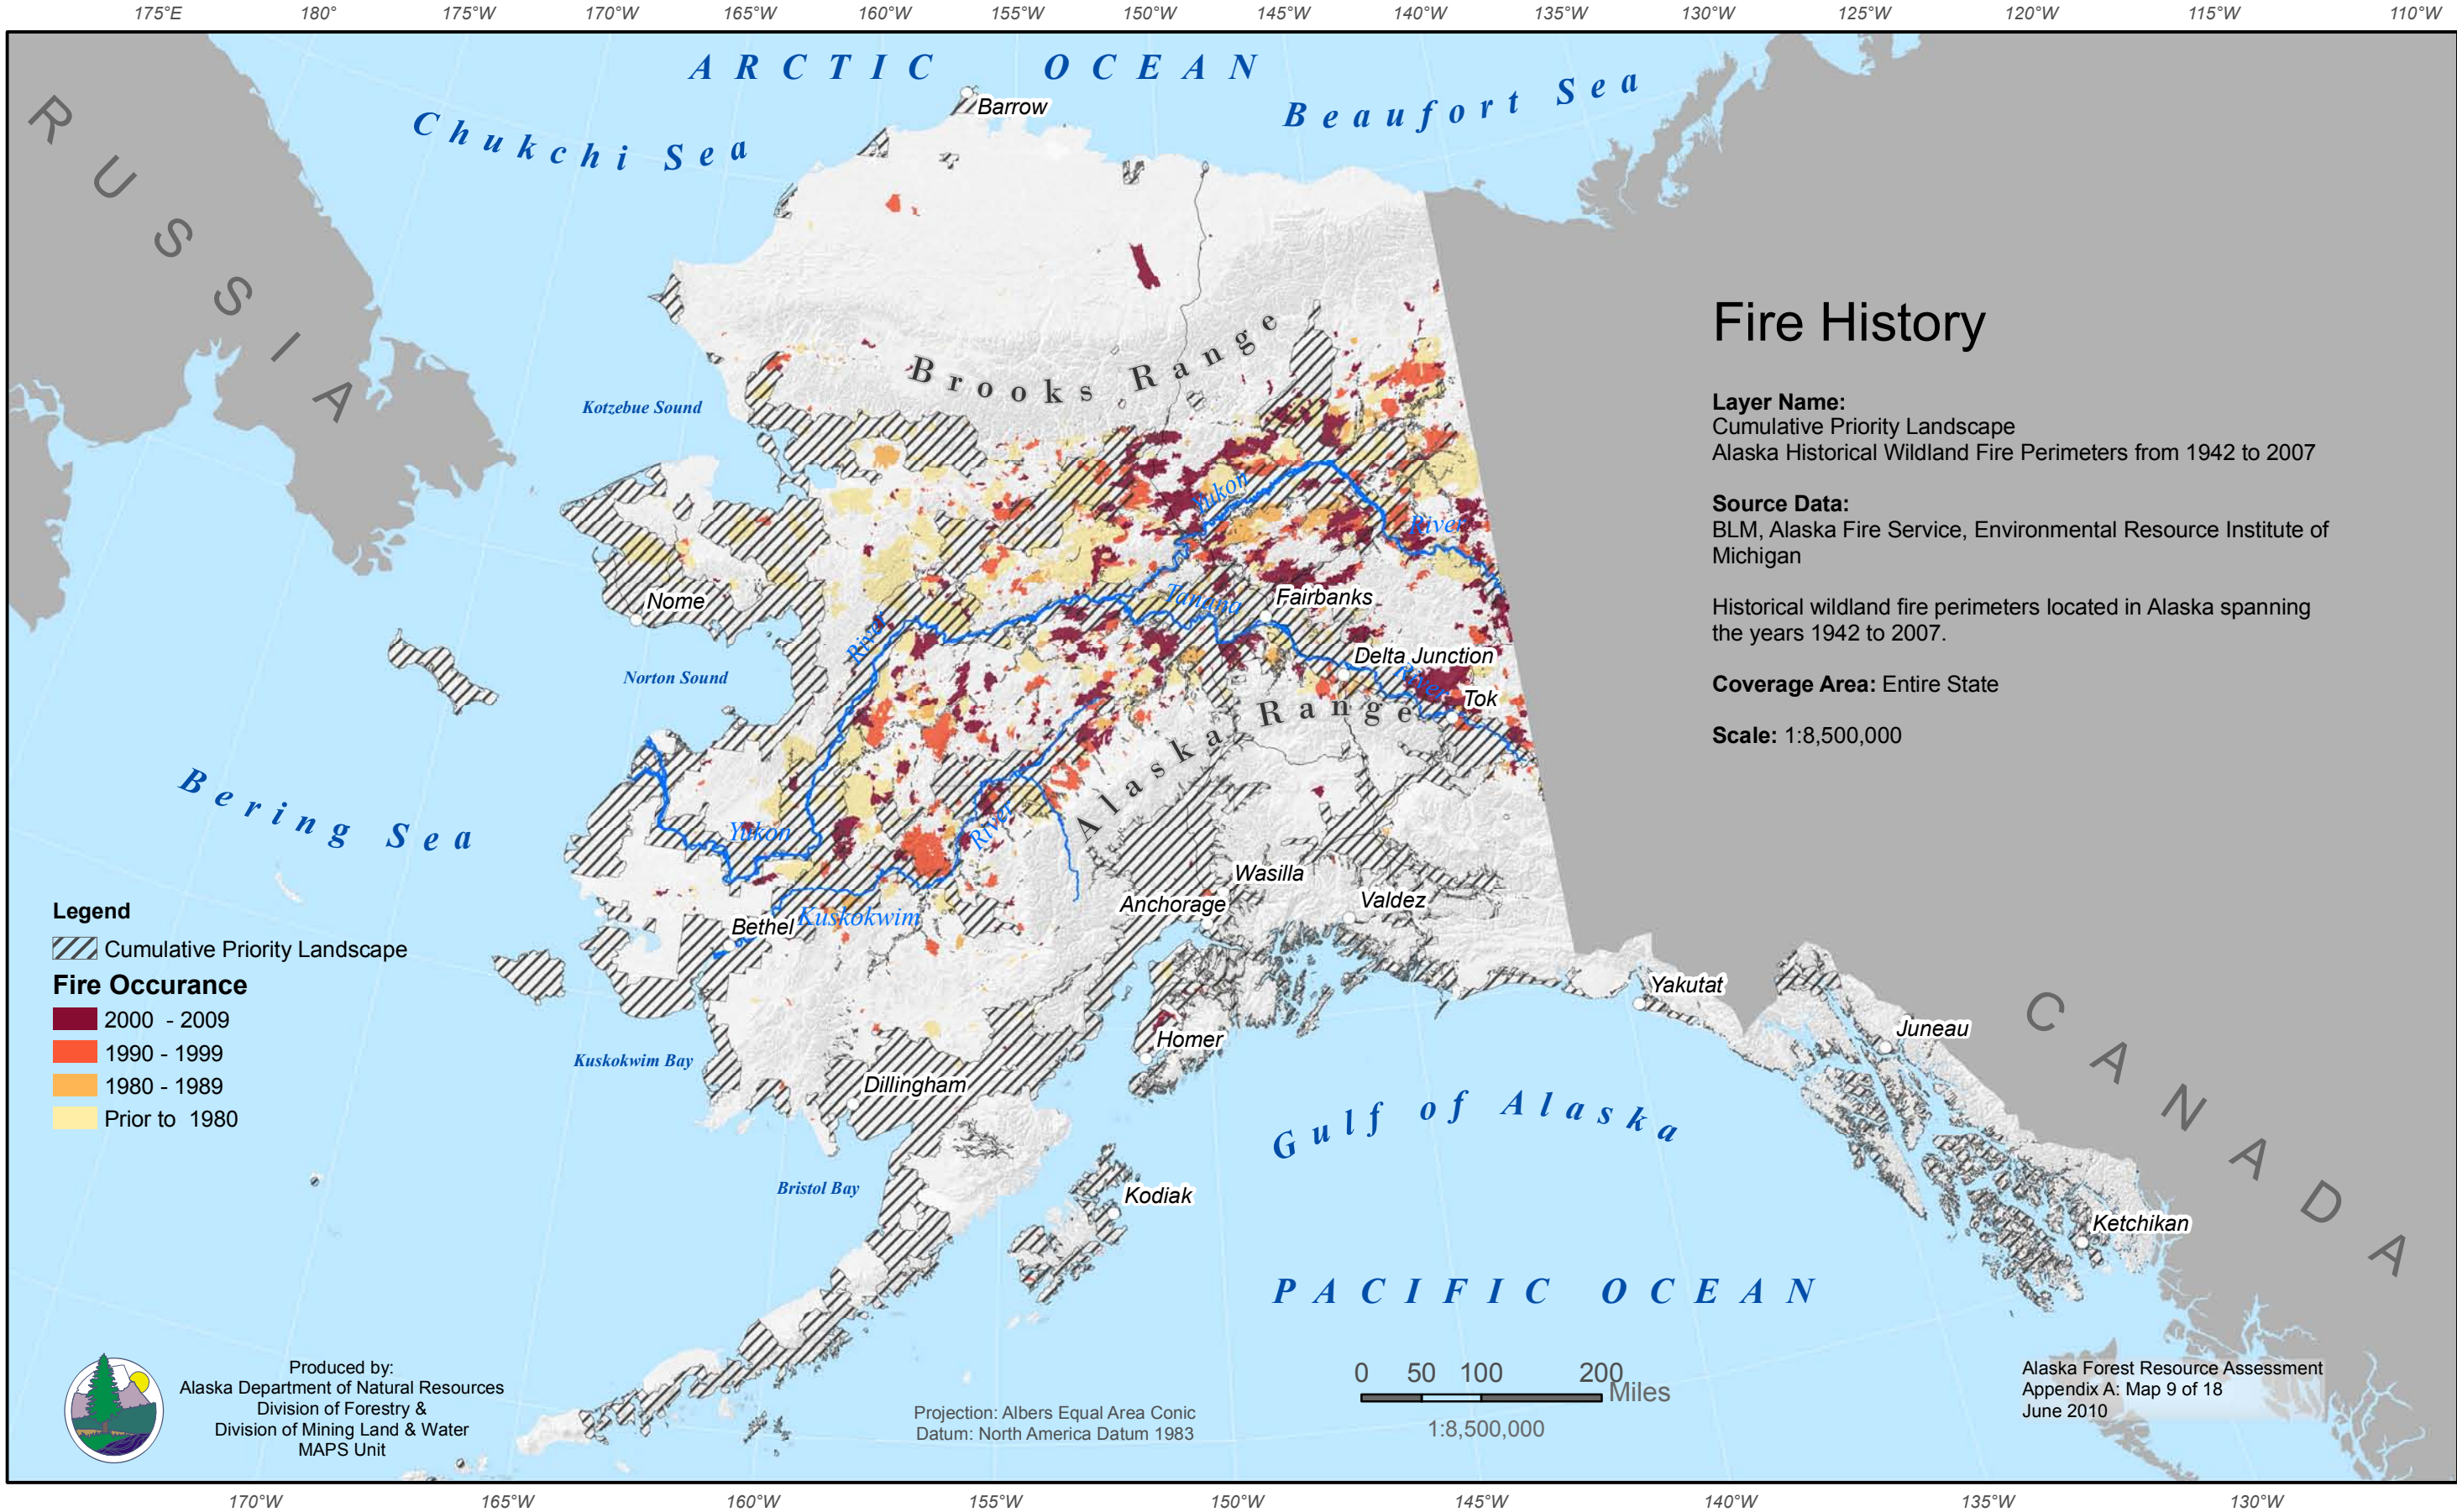 175°E 180° 175°W 170°W 165°W 160°W 155°W 150°W 145°W 140°W 135°W 130°W 125°W 120°W 115°W 110°W
ARCTIC OCEAN
Beaufort Sea
Chukchi Sea
RUSSIA
Barrow
Brooks Range
Kotzebue Sound
Yukon
River
Tanana
Fairbanks
Nome
River
Norton Sound
Delta Junction
River
Tok
Alaska Range
Bering Sea
Yukon
River
Wasilla
Anchorage
Valdez
Bethel
Kuskokwim
Yakutat
Juneau
CANADA
Homer
Kuskokwim Bay
Dillingham
Gulf of Alaska
Bristol Bay
Kodiak
Ketchikan
PACIFIC OCEAN
Fire History
Layer Name:
Cumulative Priority Landscape
Alaska Historical Wildland Fire Perimeters from 1942 to 2007
Source Data:
BLM, Alaska Fire Service, Environmental Resource Institute of
Michigan
Historical wildland fire perimeters located in Alaska spanning
the years 1942 to 2007.
Coverage Area: Entire State
Scale: 1:8,500,000
Legend
Cumulative Priority Landscape
Fire Occurance
2000 - 2009
1990 - 1999
1980 - 1989
Prior to 1980
Produced by:
Alaska Department of Natural Resources
Division of Forestry &
Division of Mining Land & Water
MAPS Unit
Projection: Albers Equal Area Conic
Datum: North America Datum 1983
0 50 100 200
Miles
1:8,500,000
Alaska Forest Resource Assessment
Appendix A: Map 9 of 18
June 2010
170°W 165°W 160°W 155°W 150°W 145°W 140°W 135°W 130°W